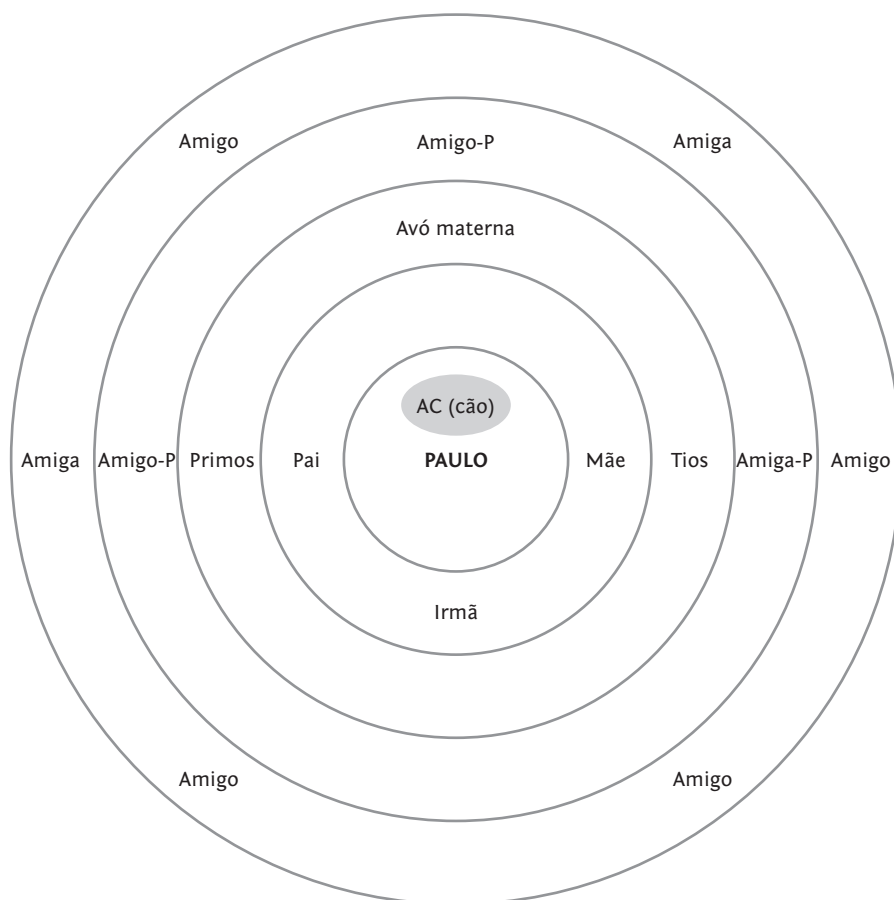 Amigo Amigo-P Amiga
Avó materna
AC (cão)
Amiga Amigo-P Primos Pai PAULO Mãe Tios Amiga-P Amigo
Irmã
Amigo Amigo